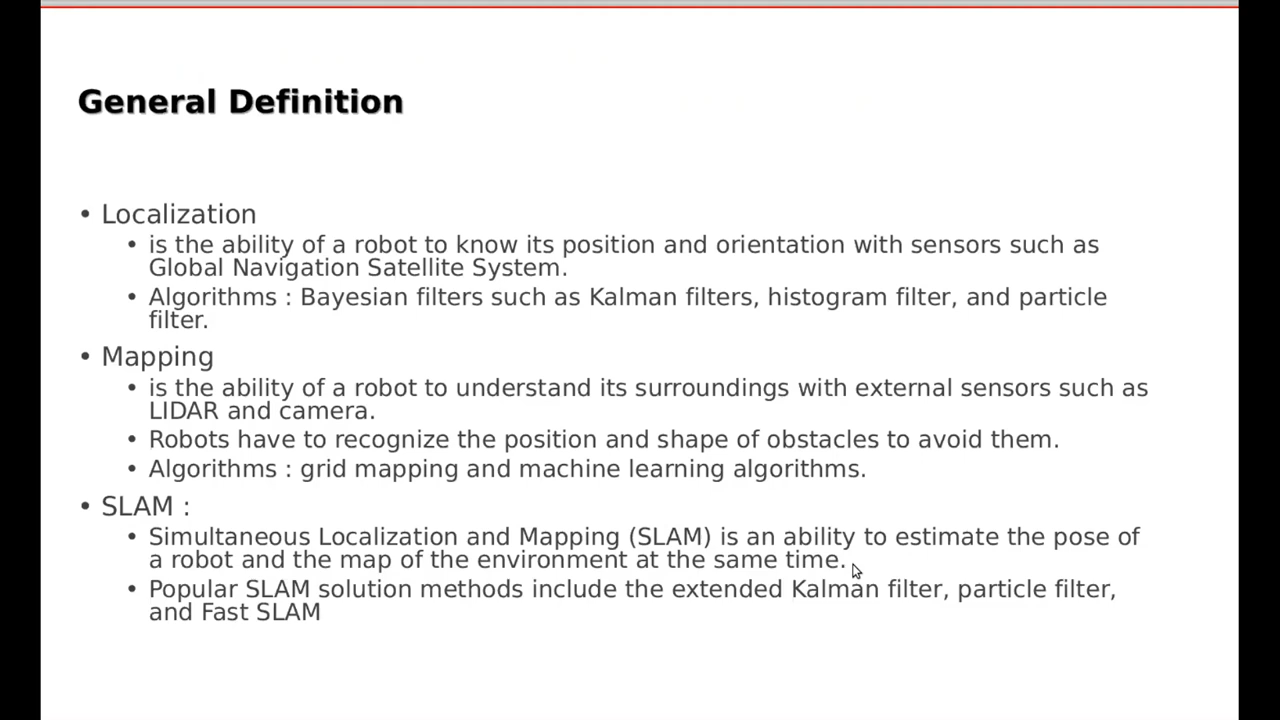 General Definition
• Localization
• is the ability of a robot to know its position and orientation with sensors such as
Global Navigation Satellite System.
• Algorithms : Bayesian filters such as Kalman filters, histogram filter, and particle
filter.
• Mapping
• is the ability of a robot to understand its surroundings with external sensors such as
LIDAR and camera.
• Robots have to recognize the position and shape of obstacles to avoid them.
• Algorithms : grid mapping and machine learning algorithms.
• SLAM :
• Simultaneous Localization and Mapping (SLAM) is an ability to estimate the pose of
a robot and the map of the environment at the same time.
• Popular SLAM solution methods include the extended Kalman filter, particle filter,
and Fast SLAM